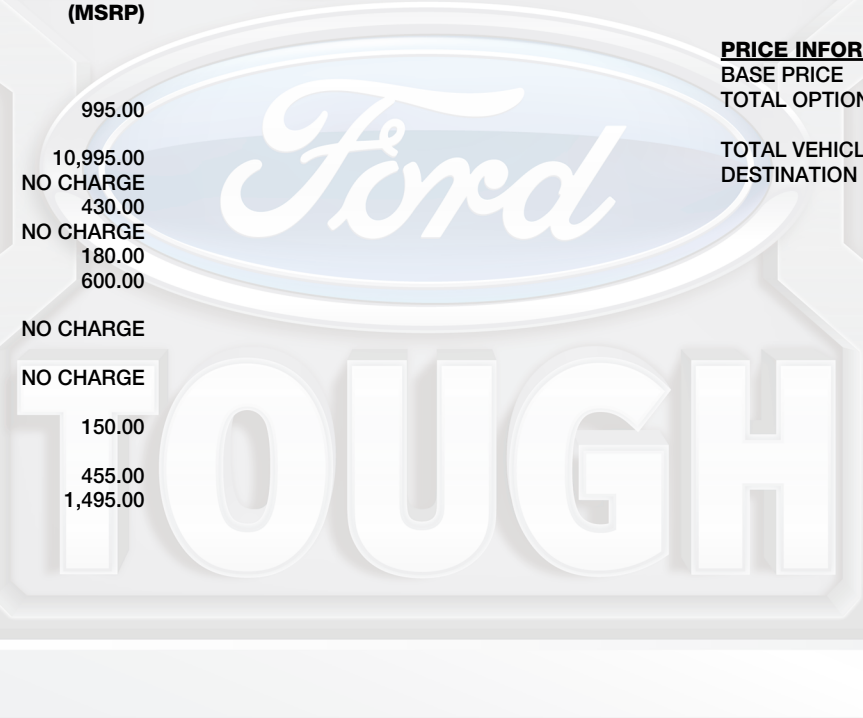 (MSRP)
995.00
10,995.00
NO CHARGE
430.00
NO CHARGE
180.00
600.00
NO CHARGE
NO CHARGE
150.00
455.00
1,495.00
PRICE INFOR
BASE PRICE
TOTAL OPTION
TOTAL VEHICL
DESTINATION
Ford
TOUGH